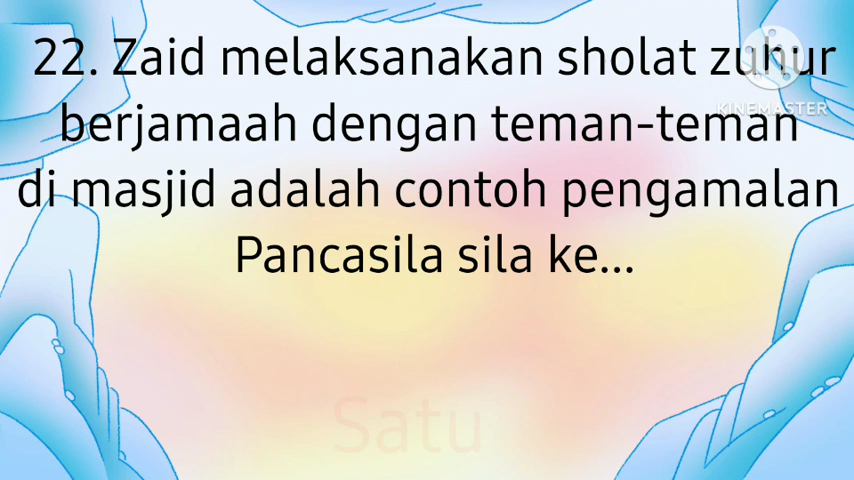 22. Zaid melaksanakan sholat zuhur
KINEMASTER
berjamaah dengan teman-teman
di masjid adalah contoh pengamalan
Pancasila sila ke...
Satu